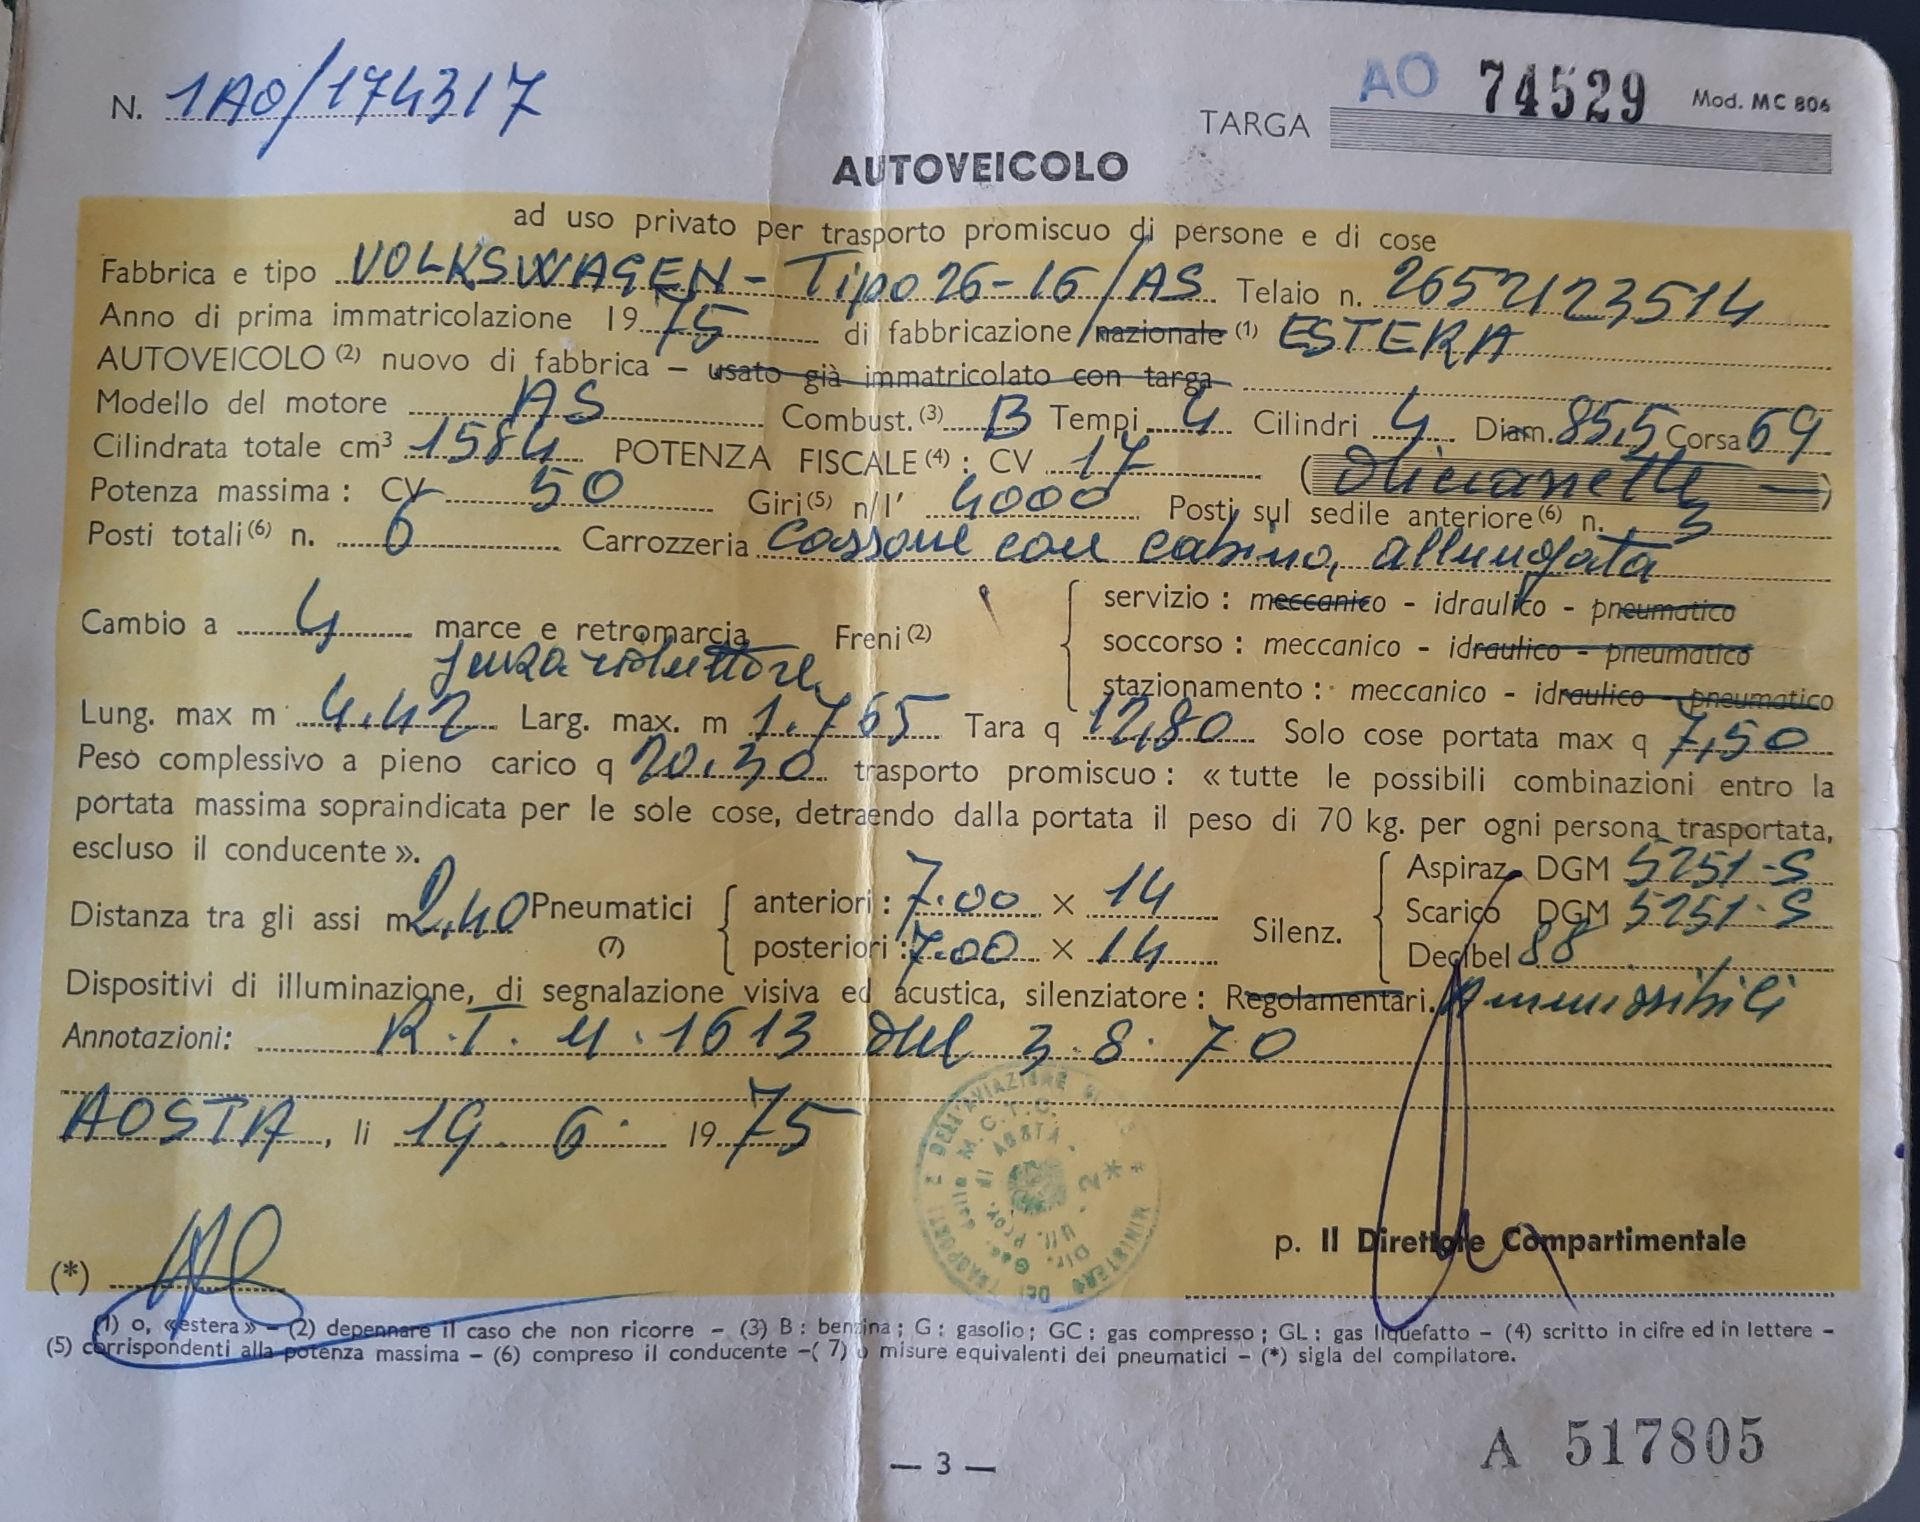 N. 1AO/174317
TARGA AO 74529 Mod. MC 806
AUTOVEICOLO
ad uso privato per trasporto promiscuo di persone e di cose
Fabbrica e tipo VOLKSWAGEN - Tipo 26-16/AS Telaio n. 2652123514
Anno di prima immatricolazione 1975 di fabbricazione nazionale (1) ESTERA
AUTOVEICOLO (2) nuovo di fabbrica – usato già immatricolato con targa
Modello del motore AS Combust. (3) B Tempi 4 Cilindri 4 Diam. 85,5 Corsa 69
Cilindrata totale cm3 1584 POTENZA FISCALE (4) : CV 17 (diciassette —)
Potenza massima : CV 50 Giri (5) n/l' 4000 Posti sul sedile anteriore (6) n. 3
Posti totali (6) n. 6 Carrozzeria Cassone con cabina allungata
Cambio a 4 marce e retromarcia Freni (2)
senza riduttore
servizio : meccanico - idraulico - pneumatico
soccorso : meccanico - idraulico - pneumatico
stazionamento : meccanico - idraulico - pneumatico
Lung. max m 4.42 Larg. max. m 1.765 Tara q 12,80 Solo cose portata max q 7,50
Peso complessivo a pieno carico q 20.30 trasporto promiscuo : « tutte le possibili combinazioni entro la
portata massima sopraindicata per le sole cose, detraendo dalla portata il peso di 70 kg. per ogni persona trasportata,
escluso il conducente ».
Distanza tra gli assi m 2,40 Pneumatici (7)
anteriori : 7.00 × 14
posteriori : 7.00 × 14
Silenz.
Aspiraz. DGM 5251-S
Scarico DGM 5251-S
Decibel 88
Dispositivi di illuminazione, di segnalazione visiva ed acustica, silenziatore : Regolamentari. Ammissibili
Annotazioni: R.T. n. 1613 del 3.8.70
AOSTA, li 19. 6. 1975
MINISTERO DEI TRASPORTI E DELL'AVIAZIONE
M.C.T.C.
p. Il Direttore Compartimentale
(*)
(1) o, «estera» – (2) depennare il caso che non ricorre – (3) B : benzina ; G : gasolio ; GC : gas compresso ; GL : gas liquefatto – (4) scritto in cifre ed in lettere –
(5) corrispondenti alla potenza massima – (6) compreso il conducente –( 7) o misure equivalenti dei pneumatici – (*) sigla del compilatore.
— 3 —
A 517805